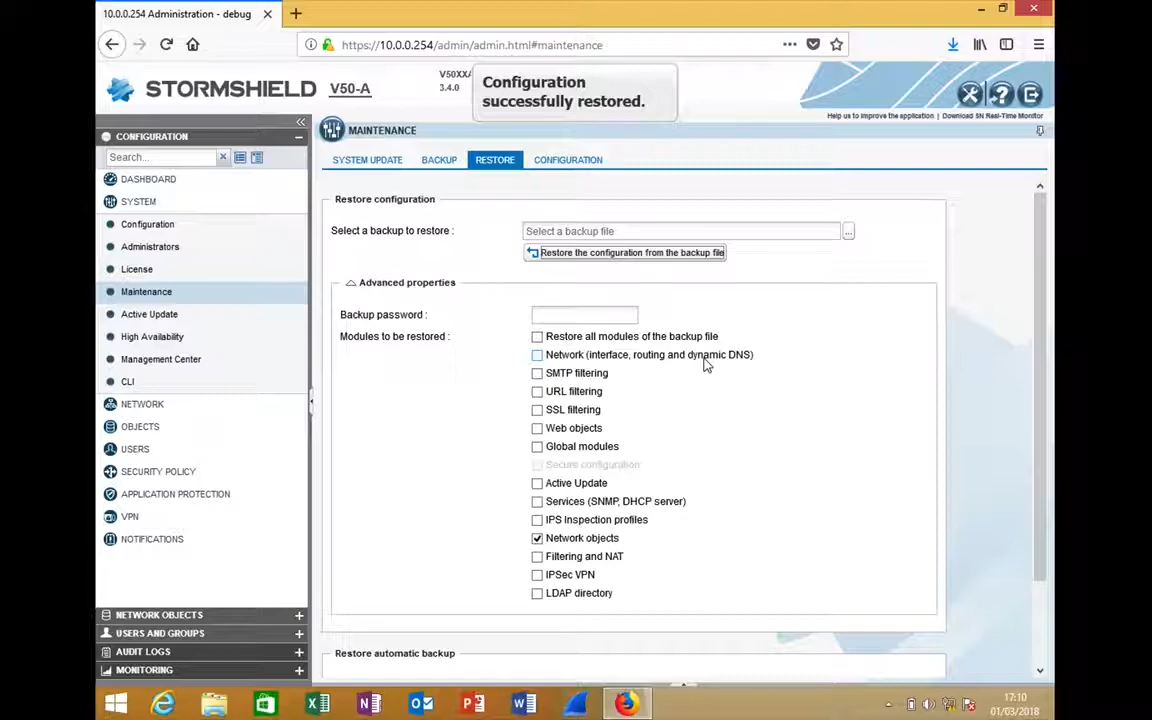 10.0.0.254 Administration - debug
https://10.0.0.254/admin/admin.html#maintenance
STORMSHIELD V50-A
3.4.0
Configuration
successfully restored.
Help us to improve the application | Download SN Real-Time Monitor
CONFIGURATION
Search...
DASHBOARD
SYSTEM
Configuration
Administrators
License
Maintenance
Active Update
High Availability
Management Center
CLI
NETWORK
OBJECTS
USERS
SECURITY POLICY
APPLICATION PROTECTION
VPN
NOTIFICATIONS
NETWORK OBJECTS
USERS AND GROUPS
AUDIT LOGS
MONITORING
MAINTENANCE
SYSTEM UPDATE BACKUP RESTORE CONFIGURATION
Restore configuration
Select a backup to restore : Select a backup file ...
Restore the configuration from the backup file
Advanced properties
Backup password :
Modules to be restored : Restore all modules of the backup file
Network (interface, routing and dynamic DNS)
SMTP filtering
URL filtering
SSL filtering
Web objects
Global modules
Secure configuration
Active Update
Services (SNMP, DHCP server)
IPS Inspection profiles
Network objects
Filtering and NAT
IPSec VPN
LDAP directory
Restore automatic backup
17:10
01/03/2018